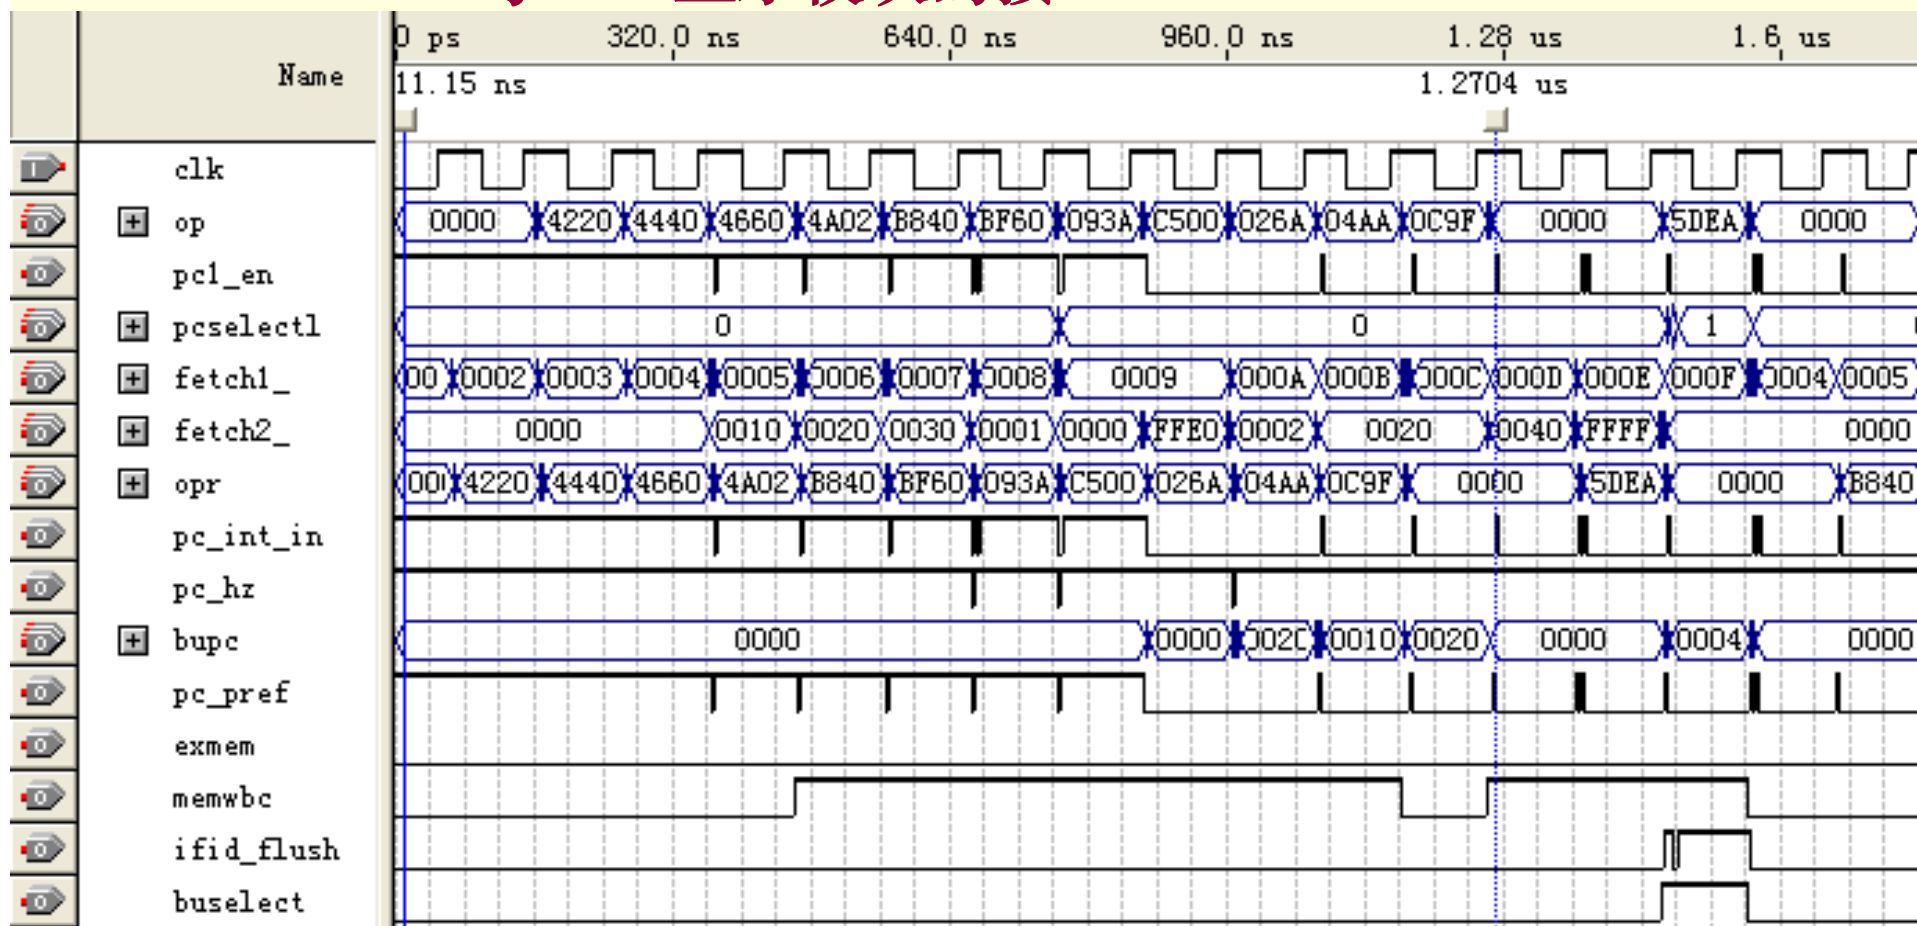 0 ps 320.0 ns 640.0 ns 960.0 ns 1.28 us 1.6 us
Name 11.15 ns 1.2704 us
clk
op 0000 4220 4440 4660 4A02 B840 BF60 093A C500 026A 04AA 0C9F 0000 5DEA 0000
pc1_en
pcselect1 0 0 1
fetch1_ 00 0002 0003 0004 0005 0006 0007 0008 0009 000A 000B 000C 000D 000E 000F 0004 0005
fetch2_ 0000 0010 0020 0030 0001 0000 FFE0 0002 0020 0040 FFFF 0000
opr 00 4220 4440 4660 4A02 B840 BF60 093A C500 026A 04AA 0C9F 0000 5DEA 0000 B840
pc_int_in
pc_hz
bupc 0000 0000 002C 0010 0020 0000 0004 0000
pc_pref
exmem
memwbc
ifid_flush
buselect